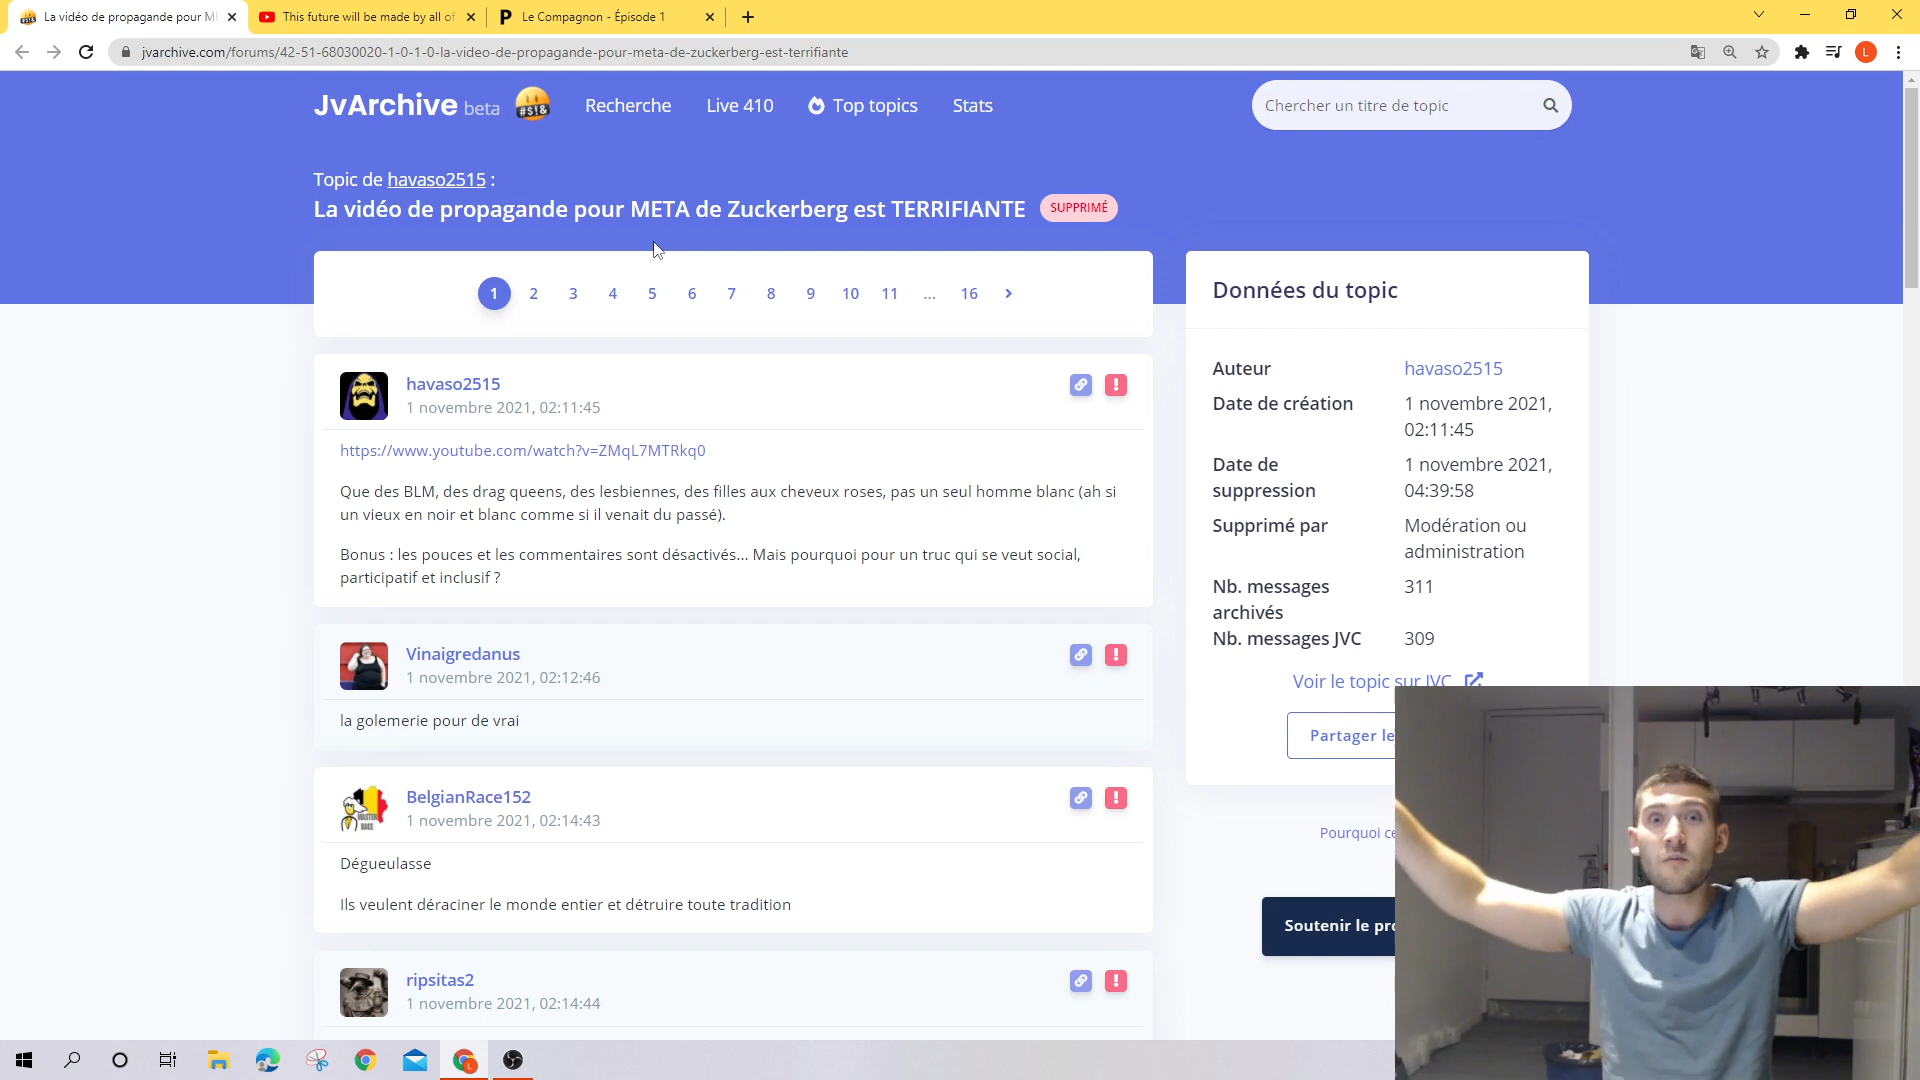 La vidéo de propagande pour ME
This future will be made by all of
Le Compagnon - Épisode 1
jvarchive.com/forums/42-51-68030020-1-0-1-0-la-video-de-propagande-pour-meta-de-zuckerberg-est-terrifiante
L
JvArchive beta
#$!&
Recherche
Live 410
Top topics
Stats
Chercher un titre de topic
Topic de havaso2515 :
La vidéo de propagande pour META de Zuckerberg est TERRIFIANTE
SUPPRIMÉ
1 2 3 4 5 6 7 8 9 10 11 ... 16
havaso2515
1 novembre 2021, 02:11:45
https://www.youtube.com/watch?v=ZMqL7MTRkq0
Que des BLM, des drag queens, des lesbiennes, des filles aux cheveux roses, pas un seul homme blanc (ah si
un vieux en noir et blanc comme si il venait du passé).
Bonus : les pouces et les commentaires sont désactivés... Mais pourquoi pour un truc qui se veut social,
participatif et inclusif ?
Vinaigredanus
1 novembre 2021, 02:12:46
la golemerie pour de vrai
BelgianRace152
1 novembre 2021, 02:14:43
MASTER
RACE
Dégueulasse
Ils veulent déraciner le monde entier et détruire toute tradition
ripsitas2
1 novembre 2021, 02:14:44
Données du topic
Auteur
havaso2515
Date de création
1 novembre 2021,
02:11:45
Date de
suppression
1 novembre 2021,
04:39:58
Supprimé par
Modération ou
administration
Nb. messages
archivés
311
Nb. messages JVC
309
Voir le topic sur JVC
Partager le
Pourquoi ce
Soutenir le pro